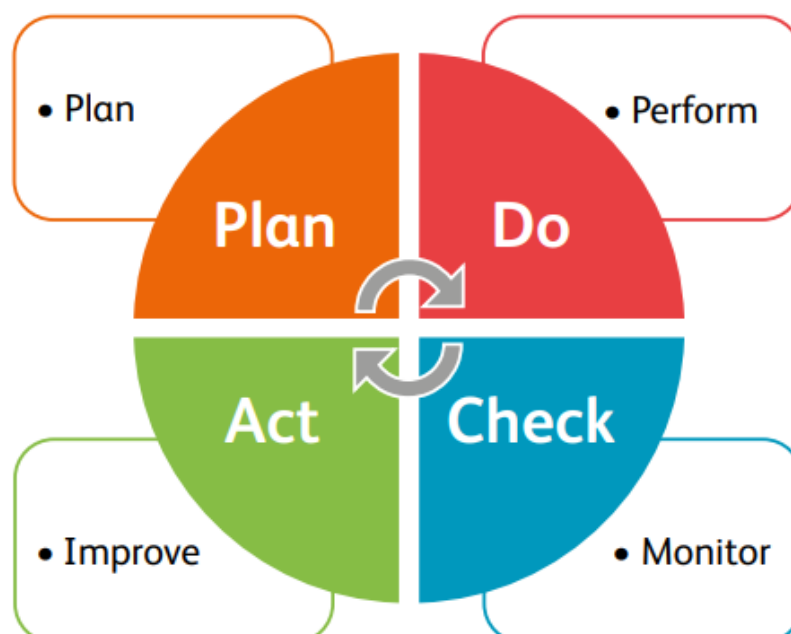 • Plan
• Perform
Plan
Do
Act
Check
• Improve
• Monitor